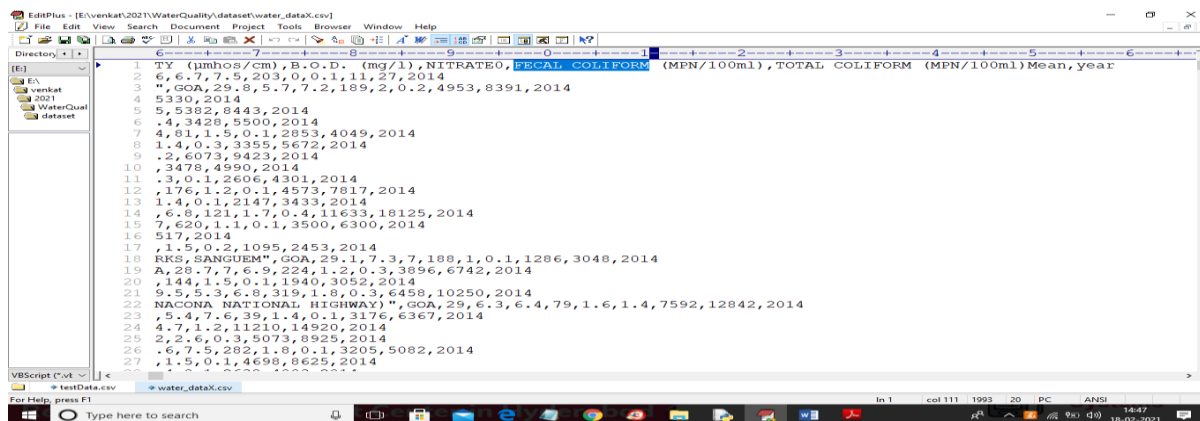 EditPlus - [E:\venkat\2021\WaterQuality\dataset\water_dataX.csv]
File Edit View Search Document Project Tools Browser Window Help
Directory
6----+----7----+----8----+----9----+----0----+----1----+----2----+----3----+----4----+----5----+----6----+--
[E:]
E:\
venkat
2021
WaterQual
dataset
1 TY (µmhos/cm),B.O.D. (mg/l),NITRATE0,FECAL COLIFORM (MPN/100ml),TOTAL COLIFORM (MPN/100ml)Mean,year
2 6,6.7,7.5,203,0,0.1,11,27,2014
3 ",GOA,29.8,5.7,7.2,189,2,0.2,4953,8391,2014
4 5330,2014
5 5,5382,8443,2014
6 .4,3428,5500,2014
7 4,81,1.5,0.1,2853,4049,2014
8 1.4,0.3,3355,5672,2014
9 .2,6073,9423,2014
10 ,3478,4990,2014
11 .3,0.1,2606,4301,2014
12 ,176,1.2,0.1,4573,7817,2014
13 1.4,0.1,2147,3433,2014
14 ,6.8,121,1.7,0.4,11633,18125,2014
15 7,620,1.1,0.1,3500,6300,2014
16 517,2014
17 ,1.5,0.2,1095,2453,2014
18 RKS,SANGUEM",GOA,29.1,7.3,7,188,1,0.1,1286,3048,2014
19 A,28.7,7,6.9,224,1.2,0.3,3896,6742,2014
20 ,144,1.5,0.1,1940,3052,2014
21 9.5,5.3,6.8,319,1.8,0.3,6458,10250,2014
22 NACONA NATIONAL HIGHWAY)",GOA,29,6.3,6.4,79,1.6,1.4,7592,12842,2014
23 ,5.4,7.6,39,1.4,0.1,3176,6367,2014
24 4.7,1.2,11210,14920,2014
25 2,2.6,0.3,5073,8925,2014
26 .6,7.5,282,1.8,0.1,3205,5082,2014
27 ,1.5,0.1,4698,8625,2014
VBScript (*.vb
testData.csv water_dataX.csv
For Help, press F1 ln 1 col 111 1993 20 PC ANSI
Type here to search
14:47
18-02-2021